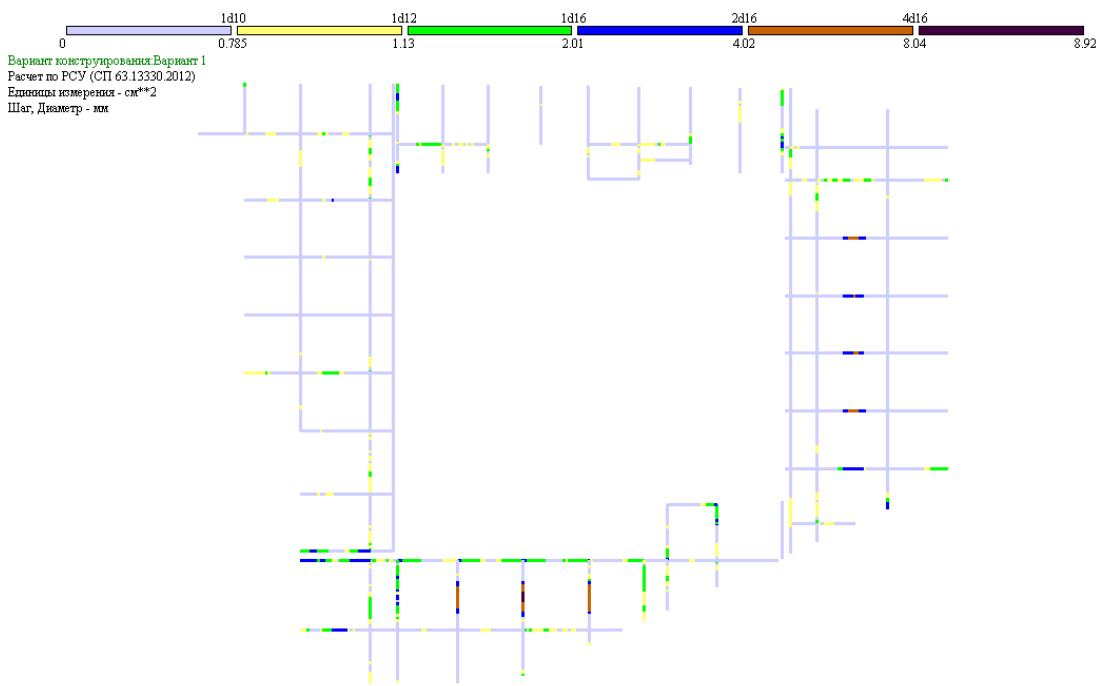 1d10 1d12 1d16 2d16 4d16
0 0.785 1.13 2.01 4.02 8.04 8.92
Вариант конструирования:Вариант 1
Расчет по РСУ (СП 63.13330.2012)
Единицы измерения - см**2
Шаг, Диаметр - мм